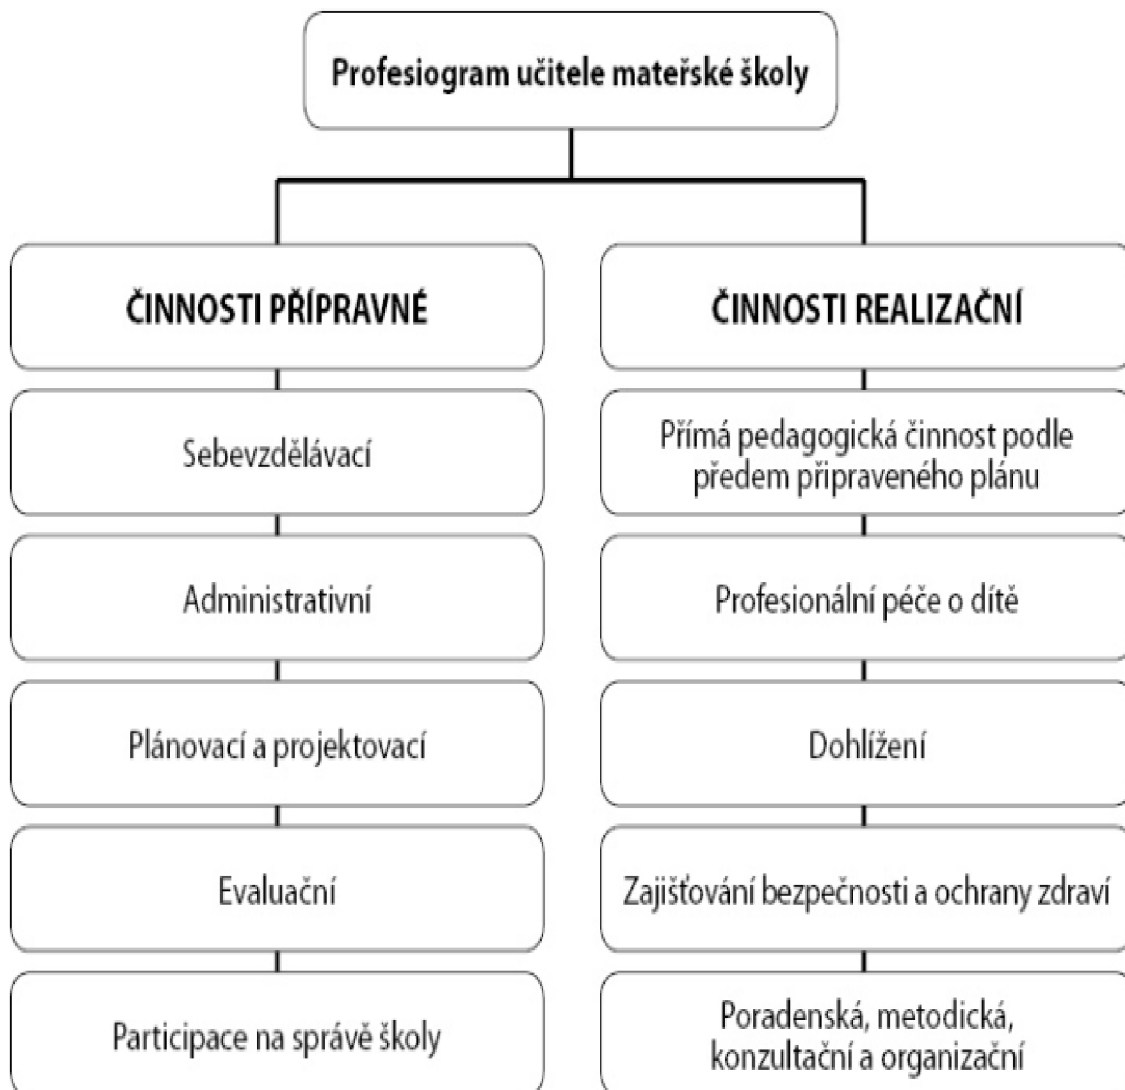 Profesiogram učitele mateřské školy
ČINNOSTI PŘÍPRAVNÉ
Sebevzdělávací
Administrativní
Plánovací a projektovací
Evaluační
Participace na správě školy
ČINNOSTI REALIZAČNÍ
Přímá pedagogická činnost podle
předem připraveného plánu
Profesionální péče o dítě
Dohlížení
Zajišťování bezpečnosti a ochrany zdraví
Poradenská, metodická,
konzultační a organizační